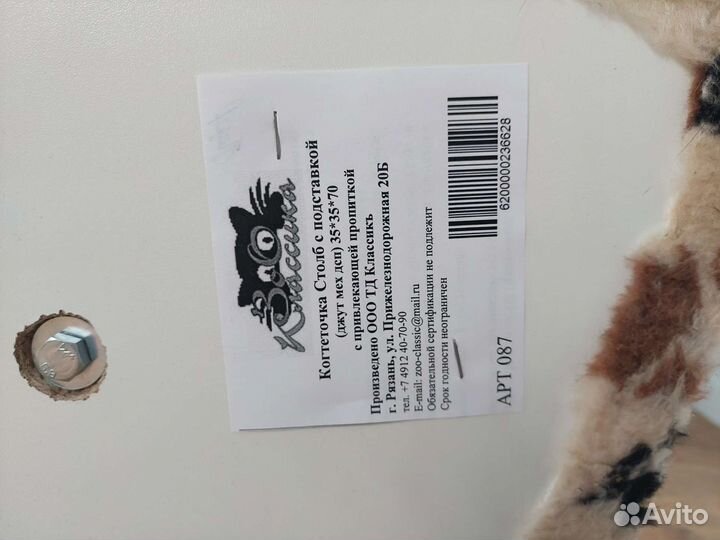 Зоо
Классика
Когтеточка Столб с подставкой
(джут мех дсп) 35*35*70
с привлекающей пропиткой
Произведено ООО ТД Классикъ
г. Рязань, ул. Прижелезнодорожная 20Б
тел. +7 4912 40-70-90
E-mail: zoo-classic@mail.ru
Обязательной сертификации не подлежит
Срок годности неограничен
6200000236628
АРТ 087
Avito